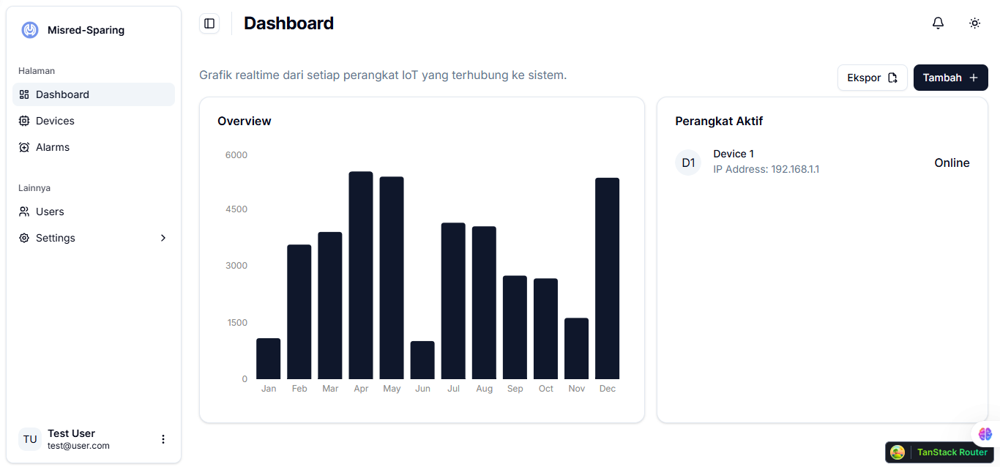 Misred-Sparing
Halaman
Dashboard
Devices
Alarms
Lainnya
Users
Settings
TU
Test User
test@user.com
Dashboard
Grafik realtime dari setiap perangkat IoT yang terhubung ke sistem.
Ekspor
Tambah
Overview
6000
4500
3000
1500
0
Jan Feb Mar Apr May Jun Jul Aug Sep Oct Nov Dec
Perangkat Aktif
D1
Device 1
IP Address: 192.168.1.1
Online
TanStack Router